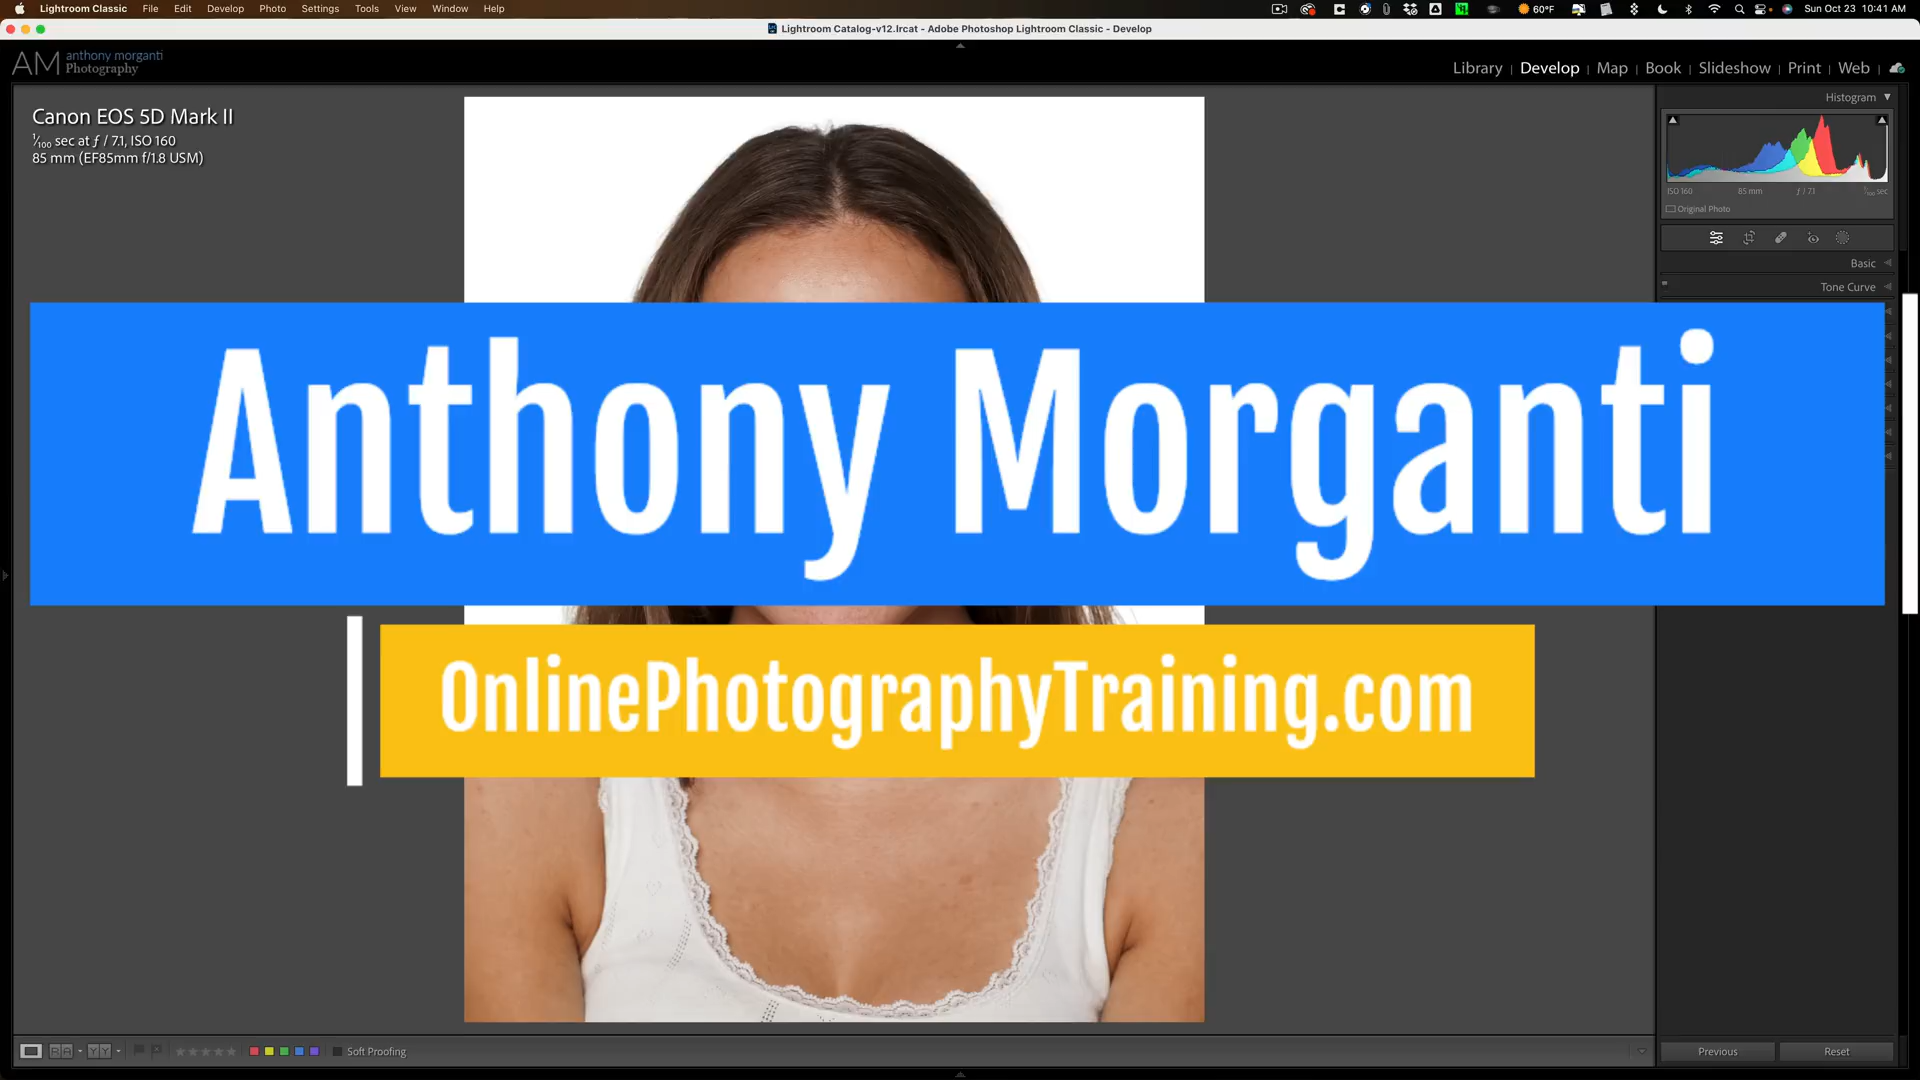 Lightroom Classic File Edit Develop Photo Settings Tools View Window Help 60°F Sun Oct 23 10:41 AM
Lightroom Catalog-v12.lrcat - Adobe Photoshop Lightroom Classic - Develop
AM anthony morganti Photography
Library | Develop | Map | Book | Slideshow | Print | Web
Canon EOS 5D Mark II
1/100 sec at ƒ / 7.1, ISO 160
85 mm (EF85mm f/1.8 USM)
Histogram
ISO 160 85 mm ƒ / 7.1 1/100 sec
Original Photo
Basic
Tone Curve
Anthony Morganti
OnlinePhotographyTraining.com
Soft Proofing
Previous Reset